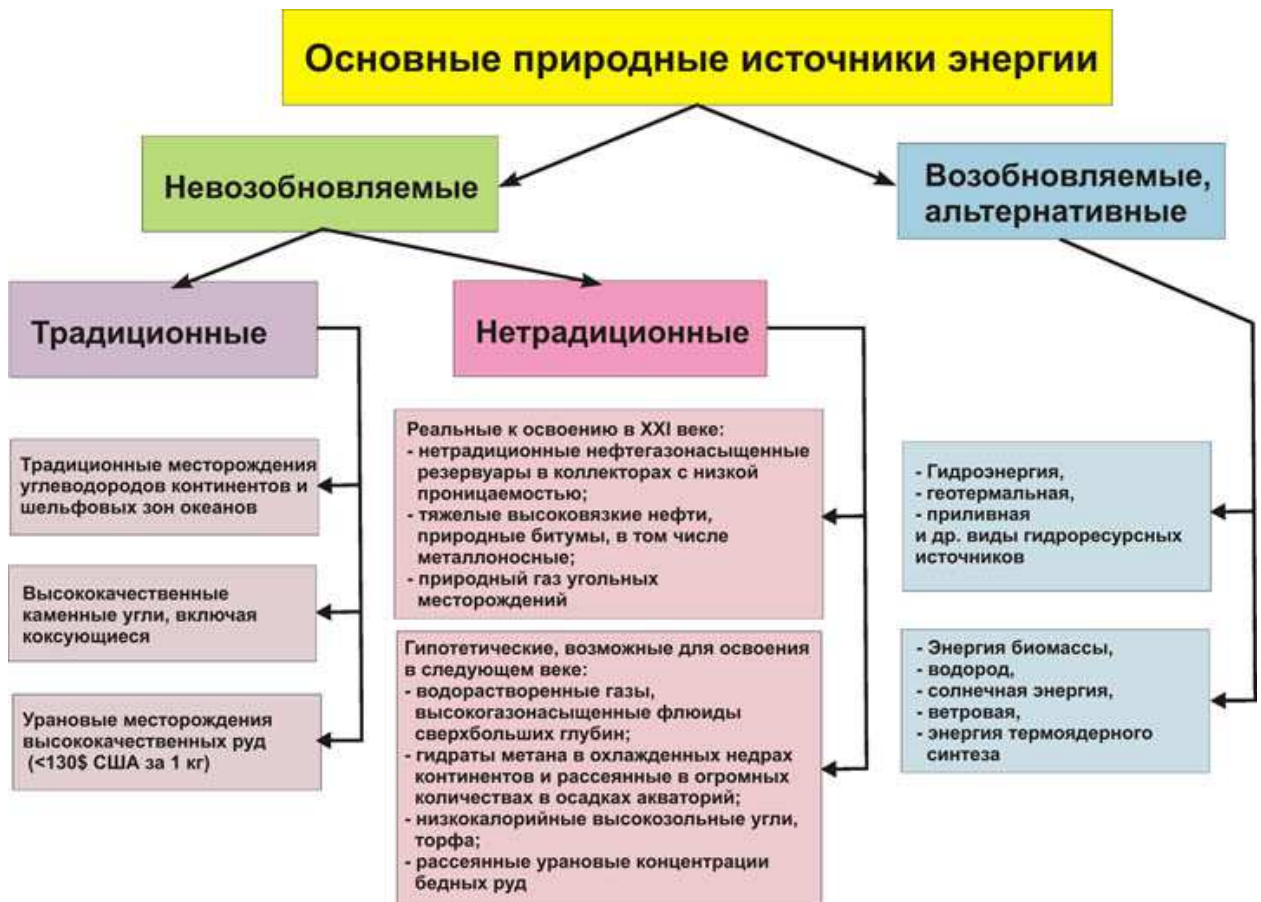 Основные природные источники энергии
Невозобновляемые
Возобновляемые,
альтернативные
Традиционные
Нетрадиционные
Традиционные месторождения
углеводородов континентов и
шельфовых зон океанов
Высококачественные
каменные угли, включая
коксующиеся
Урановые месторождения
высококачественных руд
(<130$ США за 1 кг)
Реальные к освоению в XXI веке:
- нетрадиционные нефтегазонасыщенные
резервуары в коллекторах с низкой
проницаемостью;
- тяжелые высоковязкие нефти,
природные битумы, в том числе
металлоносные;
- природный газ угольных
месторождений
Гипотетические, возможные для освоения
в следующем веке:
- водорастворенные газы,
высокогазонасыщенные флюиды
сверхбольших глубин;
- гидраты метана в охлажденных недрах
континентов и рассеянные в огромных
количествах в осадках акваторий;
- низкокалорийные высокозольные угли,
торфа;
- рассеянные урановые концентрации
бедных руд
- Гидроэнергия,
- геотермальная,
- приливная
и др. виды гидроресурсных
источников
- Энергия биомассы,
- водород,
- солнечная энергия,
- ветровая,
- энергия термоядерного
синтеза